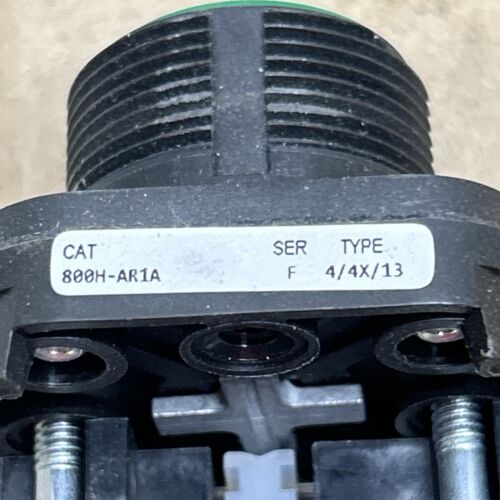 CAT SER TYPE
800H-AR1A F 4/4X/13